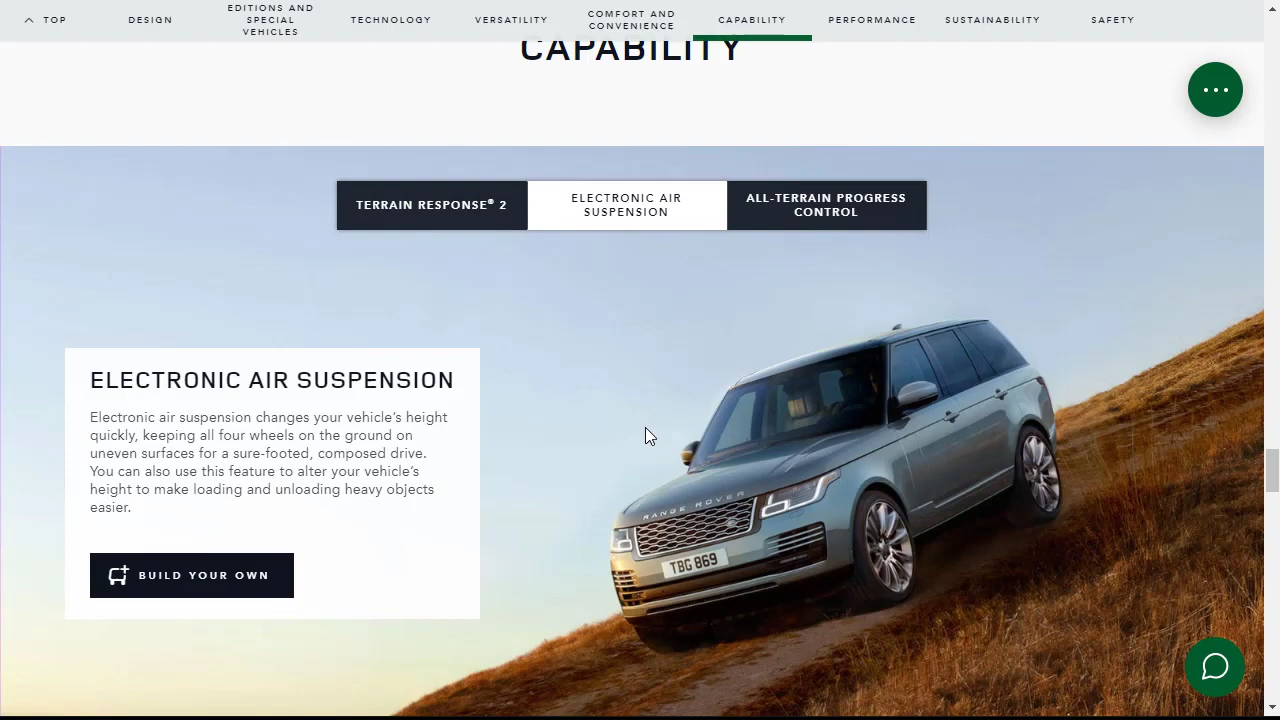 TOP
DESIGN
EDITIONS AND
SPECIAL
VEHICLES
TECHNOLOGY
VERSATILITY
COMFORT AND
CONVENIENCE
CAPABILITY
PERFORMANCE
SUSTAINABILITY
SAFETY
CAPABILITY
TERRAIN RESPONSE® 2
ELECTRONIC AIR
SUSPENSION
ALL-TERRAIN PROGRESS
CONTROL
ELECTRONIC AIR SUSPENSION
Electronic air suspension changes your vehicle’s height
quickly, keeping all four wheels on the ground on
uneven surfaces for a sure-footed, composed drive.
You can also use this feature to alter your vehicle’s
height to make loading and unloading heavy objects
easier.
BUILD YOUR OWN
RANGE ROVER
TBG 869